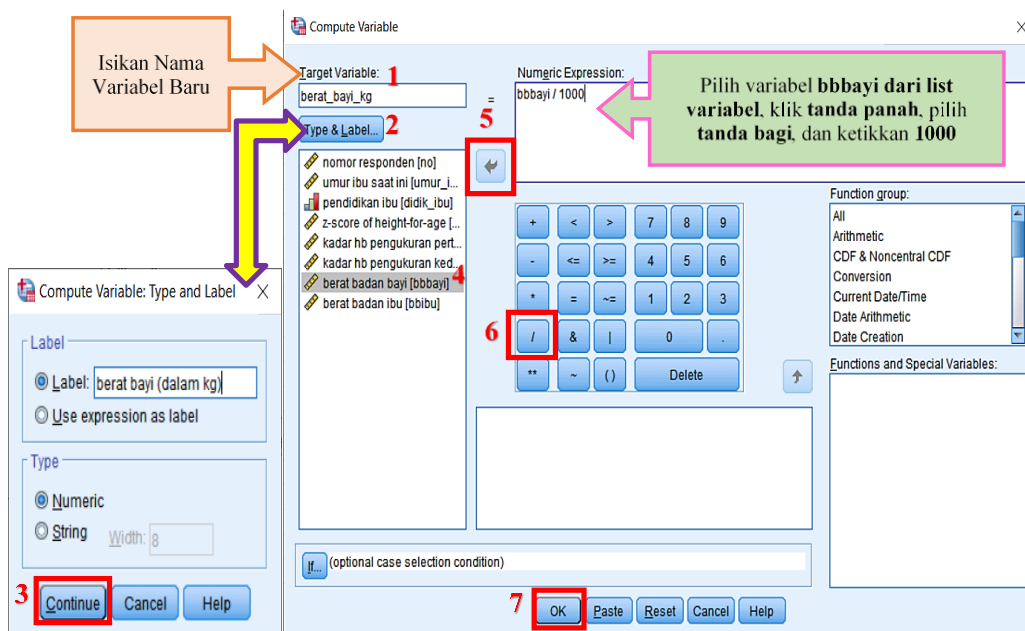 Compute Variable
Isikan Nama
Variabel Baru
Target Variable:
1
berat_bayi_kg
=
Type & Label...
2
Numeric Expression:
bbbayi / 1000
Pilih variabel bbbayi dari list
variabel, klik tanda panah, pilih
tanda bagi, dan ketikkan 1000
5
nomor responden [no]
umur ibu saat ini [umur_i...
pendidikan ibu [didik_ibu]
z-score of height-for-age [...
kadar hb pengukuran pert...
kadar hb pengukuran ked...
berat badan bayi [bbbayi]
4
berat badan ibu [bbibu]
+ < > 7 8 9
- <= >= 4 5 6
* = ~= 1 2 3
6
/ & | 0 .
** ~ ( ) Delete
Function group:
All
Arithmetic
CDF & Noncentral CDF
Conversion
Current Date/Time
Date Arithmetic
Date Creation
Functions and Special Variables:
If...
(optional case selection condition)
7
OK
Paste
Reset
Cancel
Help
Compute Variable: Type and Label
Label
Label: berat bayi (dalam kg)
Use expression as label
Type
Numeric
String
Width: 8
3
Continue
Cancel
Help